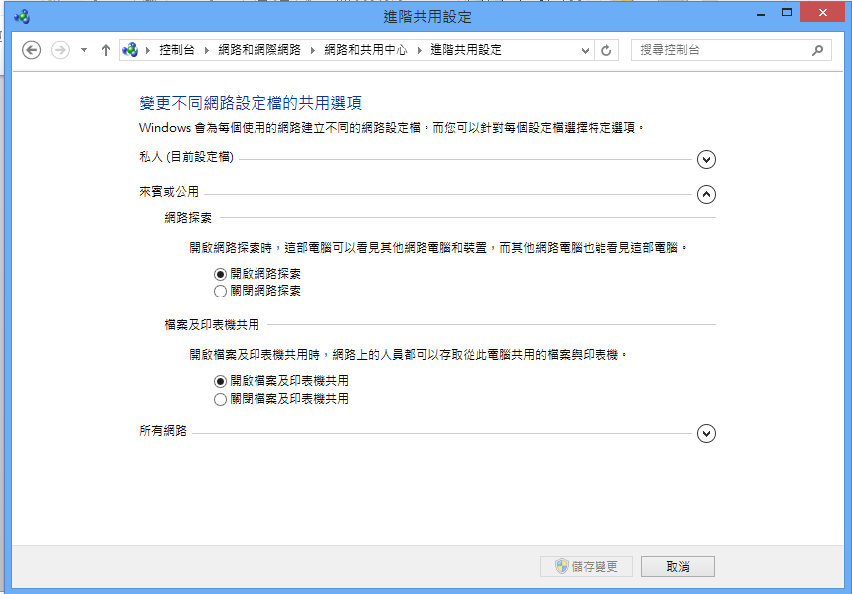 進階共用設定
控制台 網路和網際網路 網路和共用中心 進階共用設定
搜尋控制台
變更不同網路設定檔的共用選項
Windows 會為每個使用的網路建立不同的網路設定檔，而您可以針對每個設定檔選擇特定選項。
私人 (目前設定檔)
來賓或公用
網路探索
開啟網路探索時，這部電腦可以看見其他網路電腦和裝置，而其他網路電腦也能看見這部電腦。
開啟網路探索
關閉網路探索
檔案及印表機共用
開啟檔案及印表機共用時，網路上的人員都可以存取從此電腦共用的檔案與印表機。
開啟檔案及印表機共用
關閉檔案及印表機共用
所有網路
儲存變更
取消